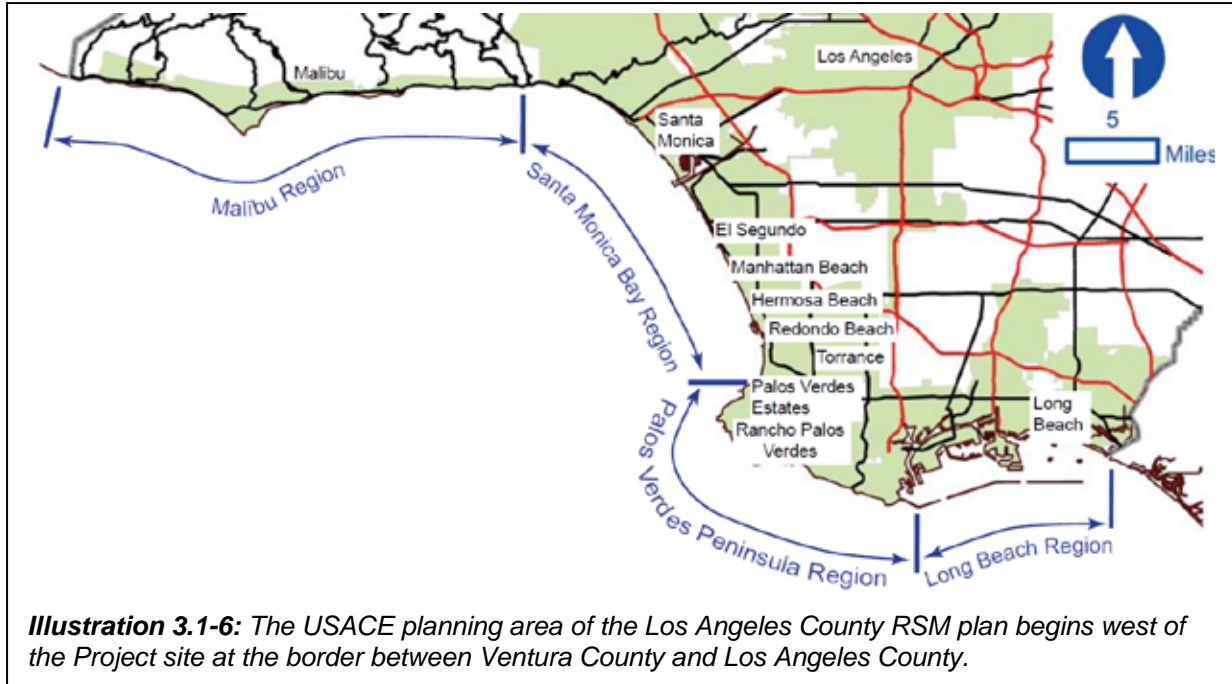 Malibu
Los Angeles
5
Miles
Santa
Monica
Malibu Region
Santa Monica Bay Region
El Segundo
Manhattan Beach
Hermosa Beach
Redondo Beach
Torrance
Palos Verdes
Estates
Rancho Palos
Verdes
Long
Beach
Palos Verdes Peninsula Region
Long Beach Region
Illustration 3.1-6: The USACE planning area of the Los Angeles County RSM plan begins west of
the Project site at the border between Ventura County and Los Angeles County.